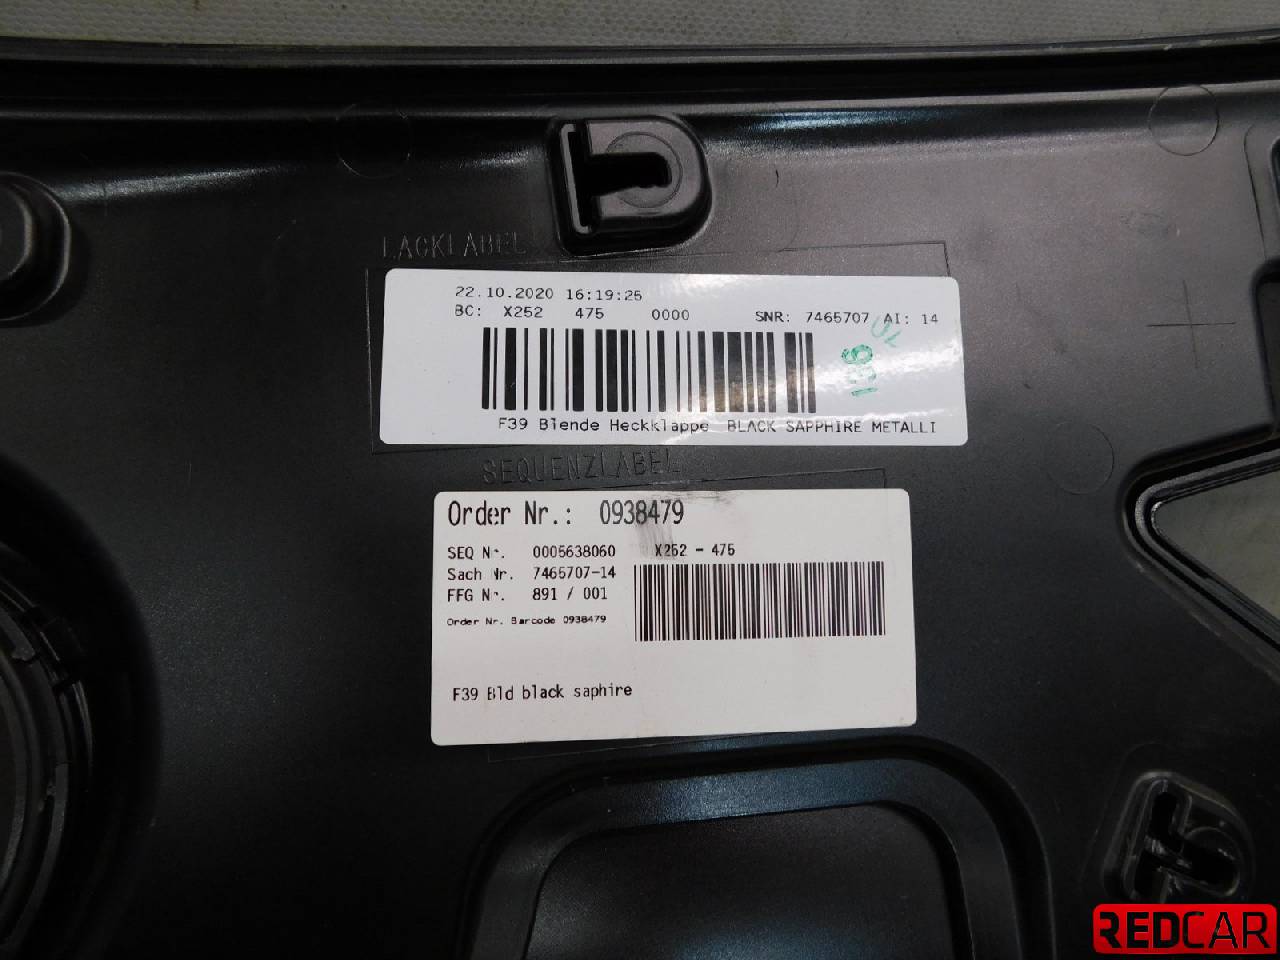 LACKLABEL
22.10.2020 16:19:25
BC: X252 475 0000 SNR: 7465707 AI: 14
136
F39 Blende Heckklappe BLACK SAPPHIRE METALLI
SEQUENZLABEL
Order Nr.: 0938479
SEQ Nr. 0005638060 X252 - 475
Sach Nr. 7465707-14
FFG Nr. 891 / 001
Order Nr. Barcode 0938479
F39 Bld black saphire
REDCAR